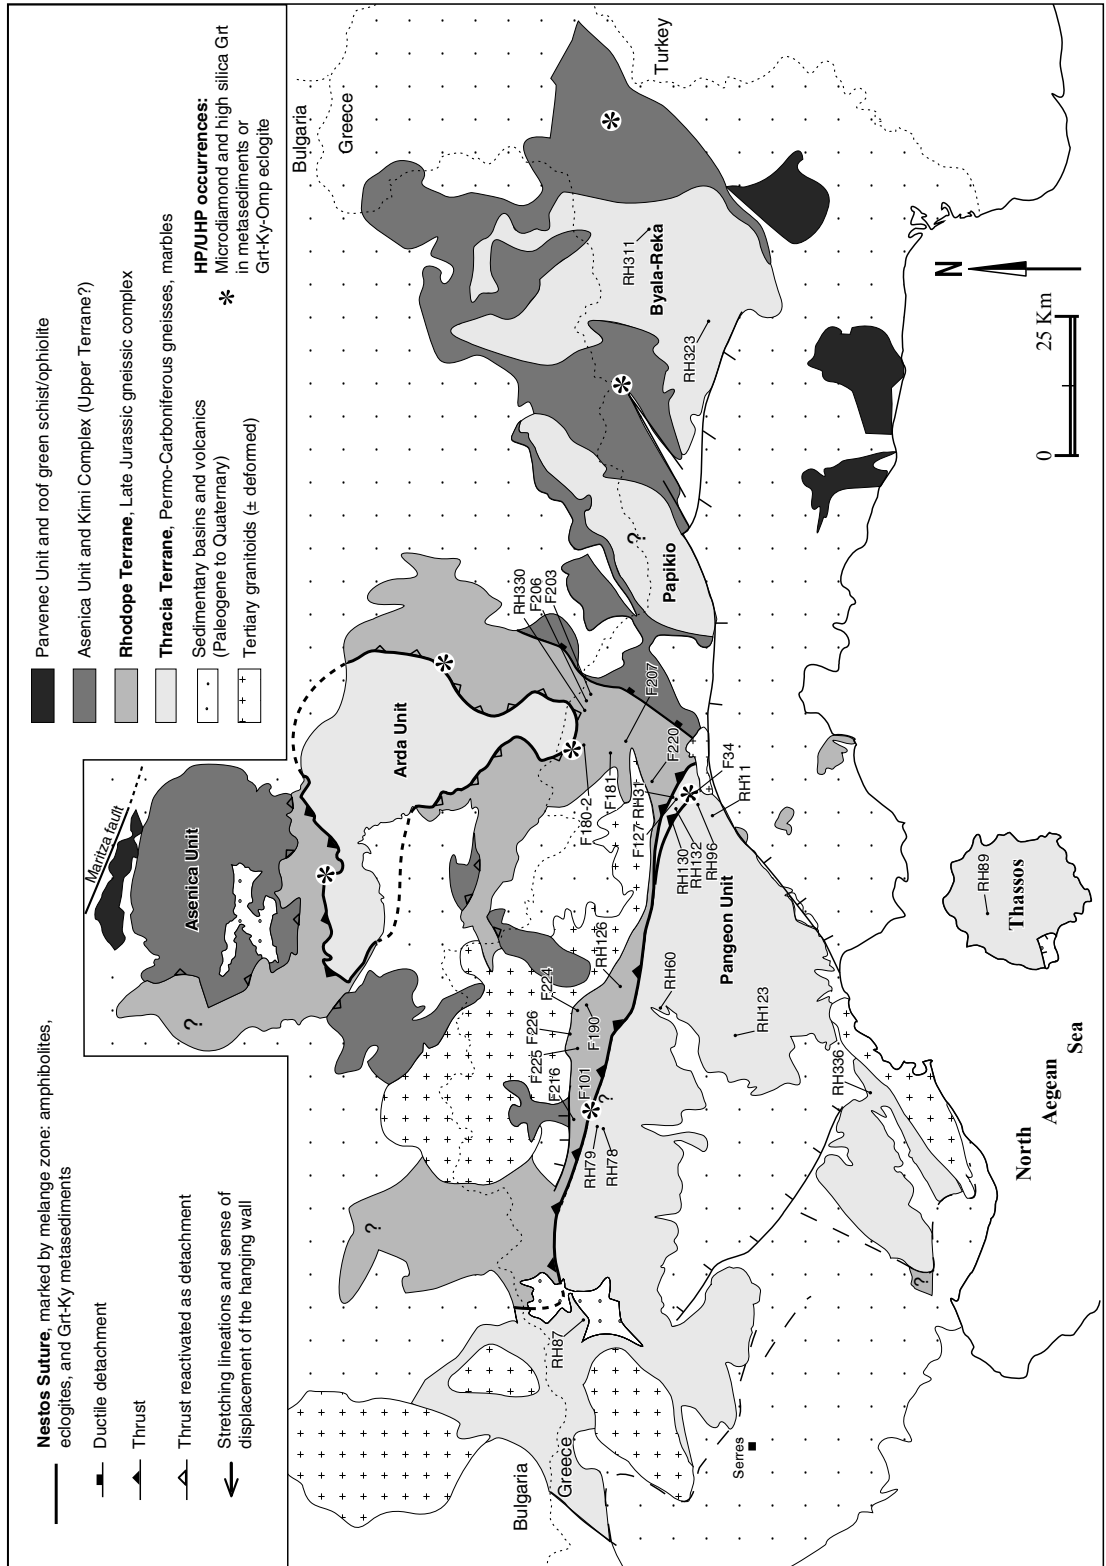 Nestos Suture, marked by melange zone: amphibolites,
eclogites, and Grt-Ky metasediments
Ductile detachment
Thrust
Thrust reactivated as detachment
Stretching lineations and sense of
displacement of the hanging wall
Parvenec Unit and roof green schist/ophiolite
Asenica Unit and Kimi Complex (Upper Terrane?)
Rhodope Terrane, Late Jurassic gneissic complex
Thracia Terrane, Permo-Carboniferous gneisses, marbles
Sedimentary basins and volcanics
(Paleogene to Quaternary)
Tertiary granitoids (± deformed)
HP/UHP occurrences:
Microdiamond and high silica Grt
in metasediments or
Grt-Ky-Omp eclogite
Maritza fault
Asenica Unit
?
Bulgaria
Greece
Turkey
Arda Unit
?
RH330
F206
F203
?
Papikio
RH311
Byala-Reka
RH323
F180-2
F181
F207
F220
F127
RH31
F34
RH11
RH130
RH132
RH96
Pangeon Unit
RH126
F224
F226
F225
F216
F190
F101
?
RH79
RH78
RH60
RH123
RH87
Bulgaria
Greece
Serres
RH336
?
RH89
Thassos
North
Aegean
Sea
N
0
25 Km